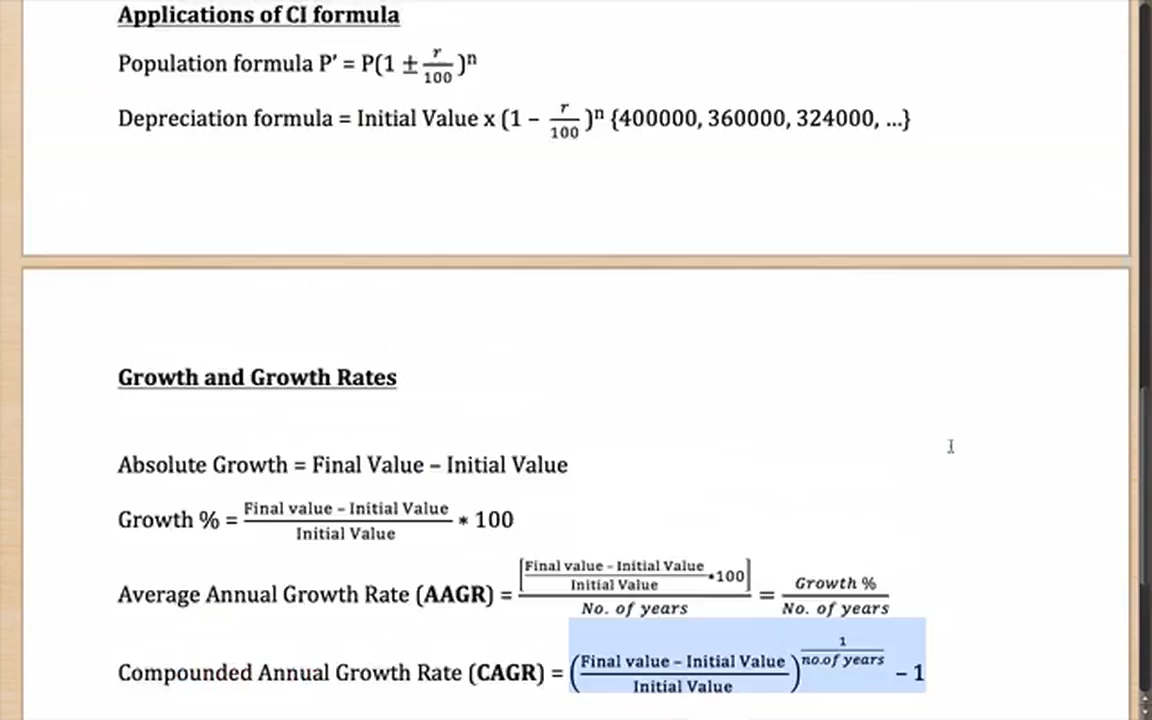 Applications of CI formula
Population formula P' = P(1 ± r/100)ⁿ
Depreciation formula = Initial Value x (1 – r/100)ⁿ {400000, 360000, 324000, ...}
Growth and Growth Rates
Absolute Growth = Final Value – Initial Value
Growth % = Final value – Initial Value / Initial Value * 100
Average Annual Growth Rate (AAGR) = [Final value – Initial Value / Initial Value *100] / No. of years = Growth % / No. of years
Compounded Annual Growth Rate (CAGR) = (Final value – Initial Value / Initial Value)^(1 / no.of years) – 1